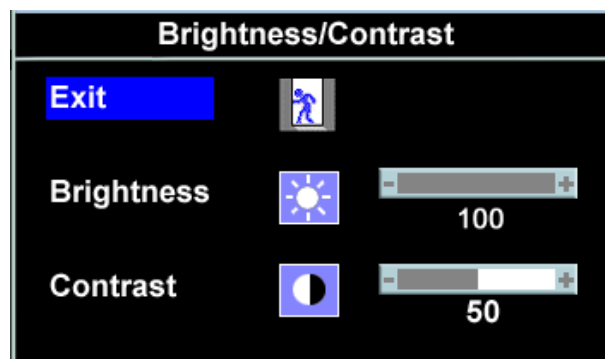 Brightness/Contrast
Exit
Brightness
- +
100
Contrast
- +
50